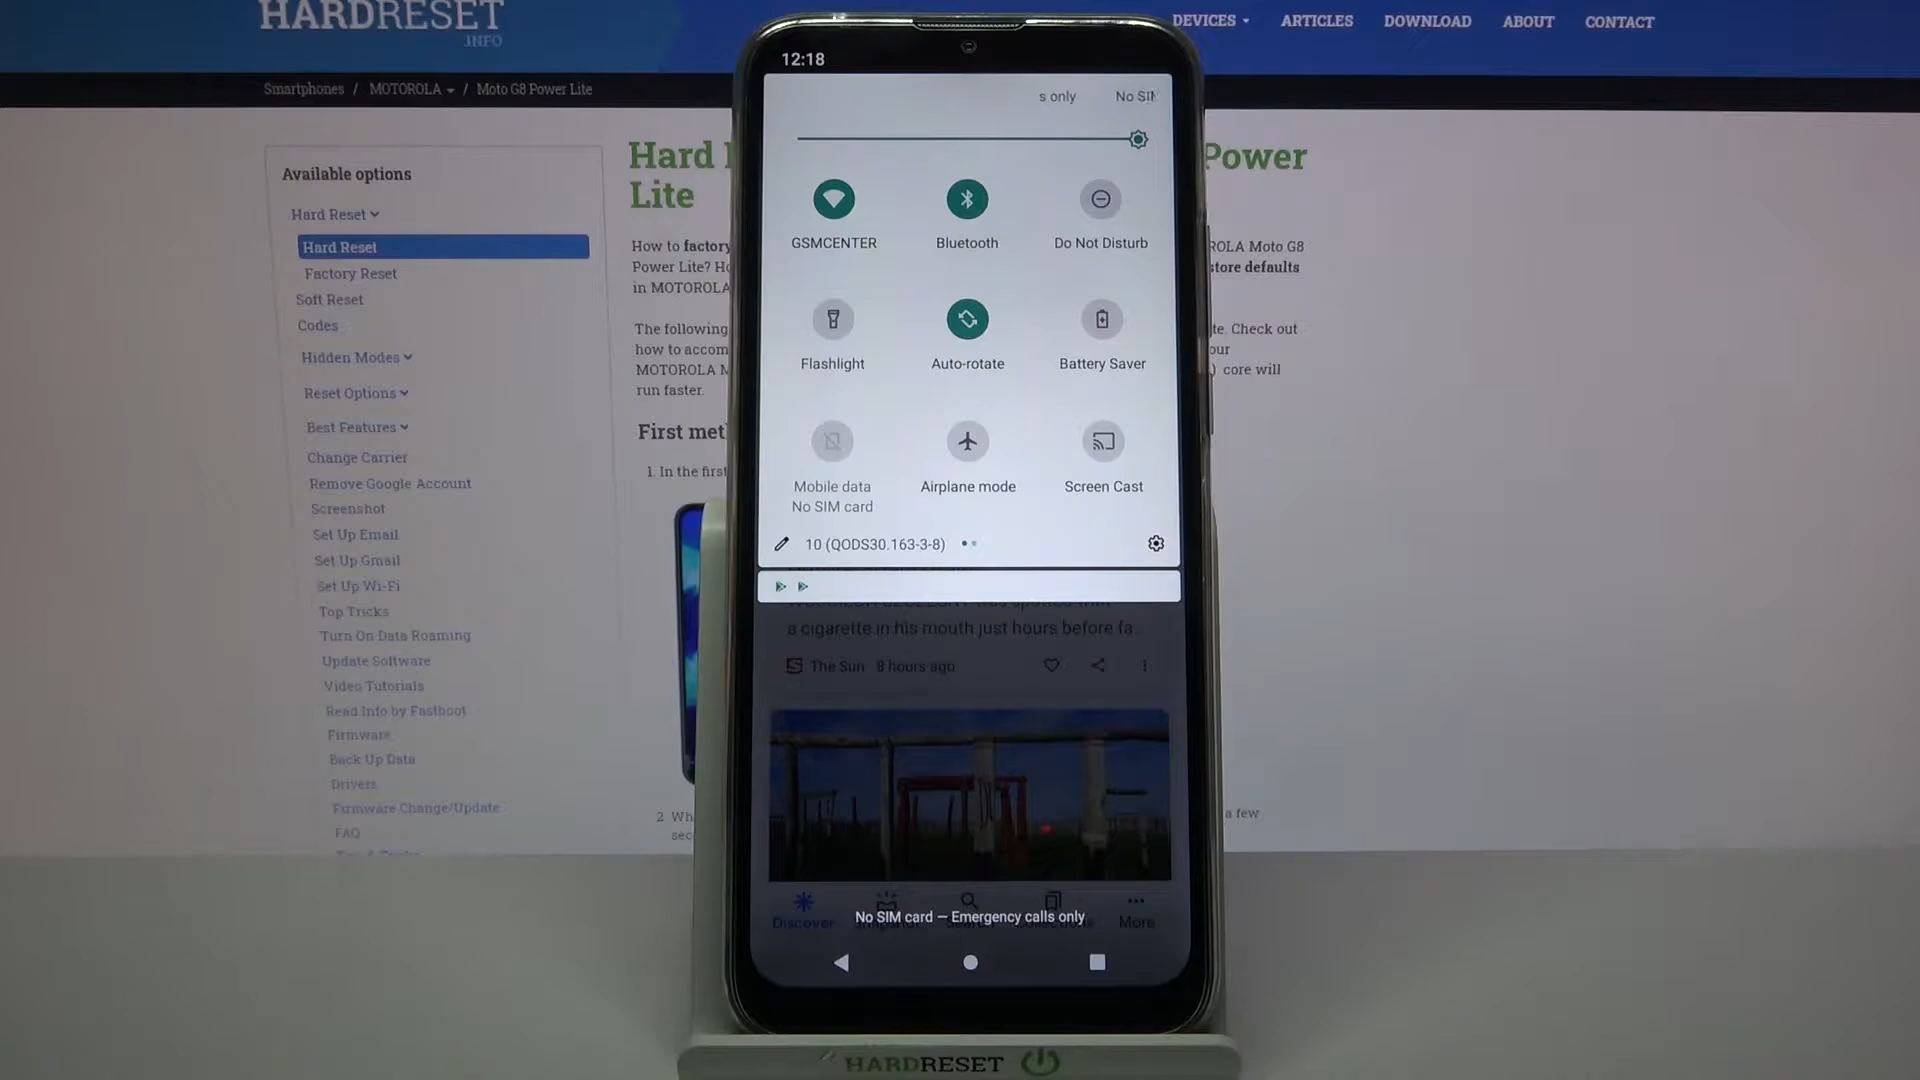 HARDRESET
.INFO
DEVICES
ARTICLES
DOWNLOAD
ABOUT
CONTACT
Smartphones / MOTOROLA / Moto G8 Power Lite
Available options
Hard Reset
Hard Reset
Factory Reset
Soft Reset
Codes
Hidden Modes
Reset Options
Best Features
Change Carrier
Remove Google Account
Screenshot
Set Up Email
Set Up Gmail
Set Up Wi-Fi
Top Tricks
Turn On Data Roaming
Update Software
Video Tutorials
Read Info by Fastboot
Firmware
Back Up Data
Drivers
Firmware Change/Update
FAQ
Hard
Power
Lite
How to factory
ROLA Moto G8
Power Lite?
store defaults
in MOTOROLA
The following
te. Check out
how to accom
our
MOTOROLA M
core will
run faster.
First met
1. In the first
2 Wh
a few
sec
12:18
s only No SI
GSMCENTER
Bluetooth
Do Not Disturb
Flashlight
Auto-rotate
Battery Saver
Mobile data
No SIM card
Airplane mode
Screen Cast
10 (QODS30.163-3-8)
a cigarette in his mouth just hours before fa...
The Sun 8 hours ago
No SIM card — Emergency calls only
Discover
Snapshot
Search
Collections
More
HARDRESET